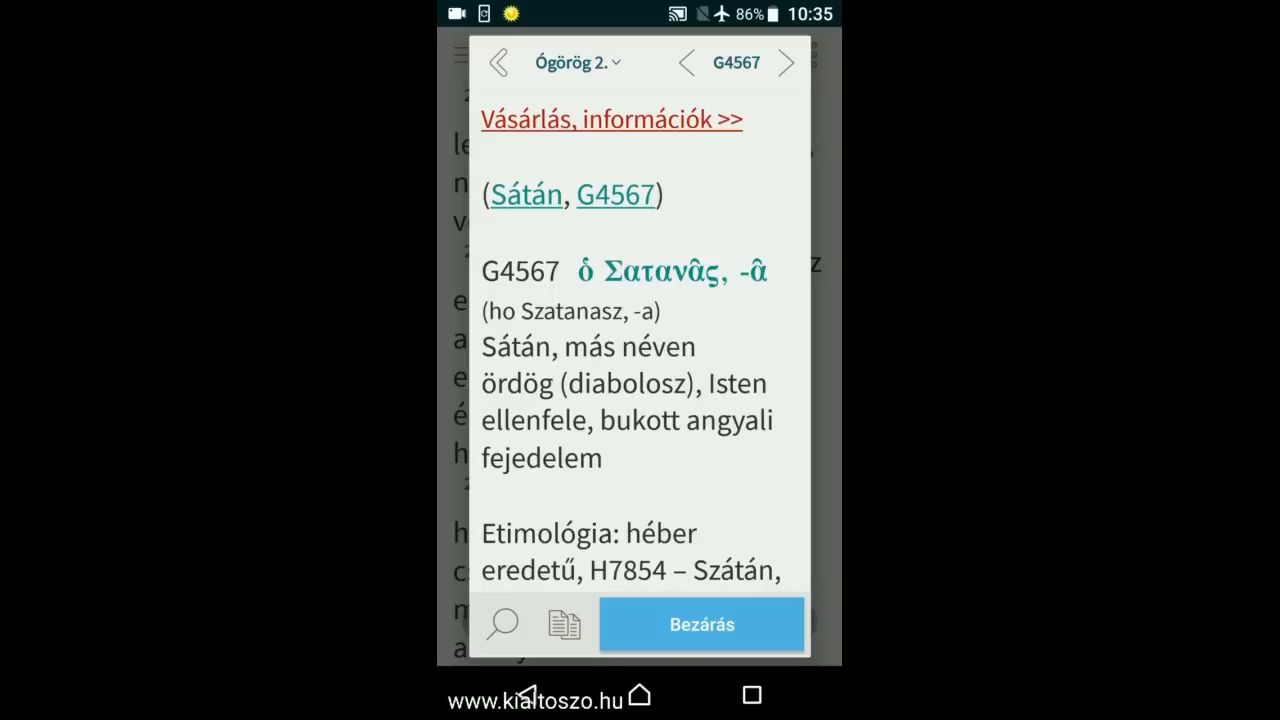 86% 10:35
Ógörög 2. G4567
Vásárlás, információk >>
(Sátán, G4567)
G4567 ὁ Σατανᾶς, -ᾶ
(ho Szatanasz, -a)
Sátán, más néven
ördög (diabolosz), Isten
ellenfele, bukott angyali
fejedelem
Etimológia: héber
eredetű, H7854 – Szátán,
Bezárás
www.kialtoszo.hu